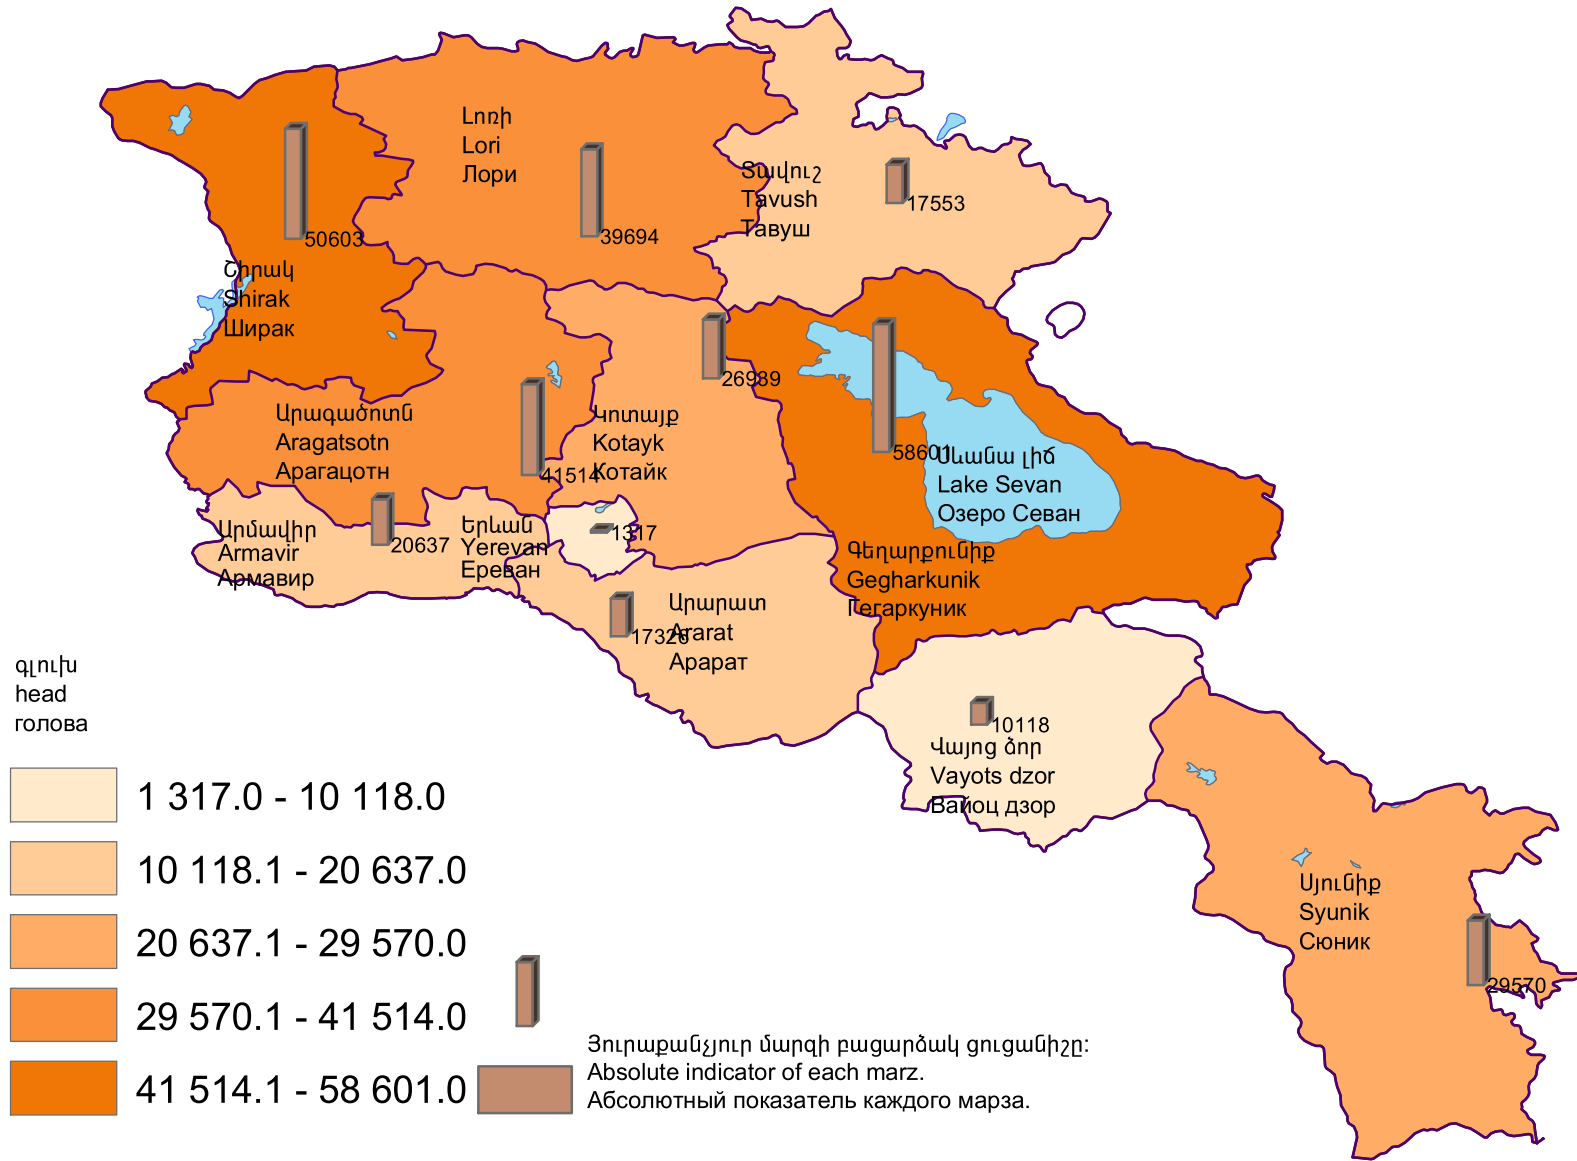 Լոռի
Lori
Лори
39694
Տավուշ
Tavush
Тавуш
17553
50603
Շիրակ
Shirak
Ширак
26939
Արագածոտն
Aragatsotn
Арагацотн
41514
Կոտայք
Kotayk
Котайк
58601
Սևանա լիճ
Lake Sevan
Озеро Севан
Արմավիր
Armavir
Армавир
20637
Երևան
Yerevan
Ереван
1317
Գեղարքունիք
Gegharkunik
Гегаркуник
17326
Արարատ
Ararat
Арарат
10118
Վայոց ձոր
Vayots dzor
Вайоц дзор
Սյունիք
Syunik
Сюник
29570
գլուխ
head
голова
1 317.0 - 10 118.0
10 118.1 - 20 637.0
20 637.1 - 29 570.0
29 570.1 - 41 514.0
41 514.1 - 58 601.0
Յուրաքանչյուր մարզի բացարձակ ցուցանիշը:
Absolute indicator of each marz.
Абсолютный показатель каждого марза.